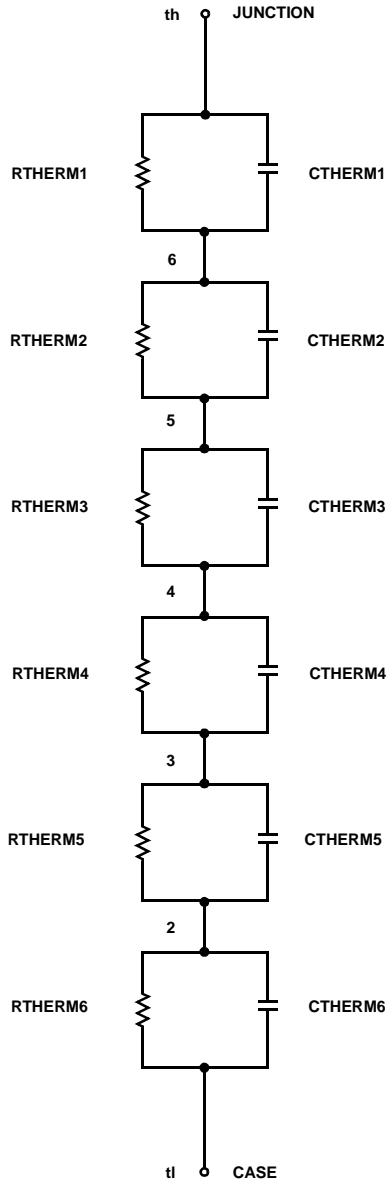 th JUNCTION
RTHERM1 CTHERM1
6
RTHERM2 CTHERM2
5
RTHERM3 CTHERM3
4
RTHERM4 CTHERM4
3
RTHERM5 CTHERM5
2
RTHERM6 CTHERM6
tl CASE